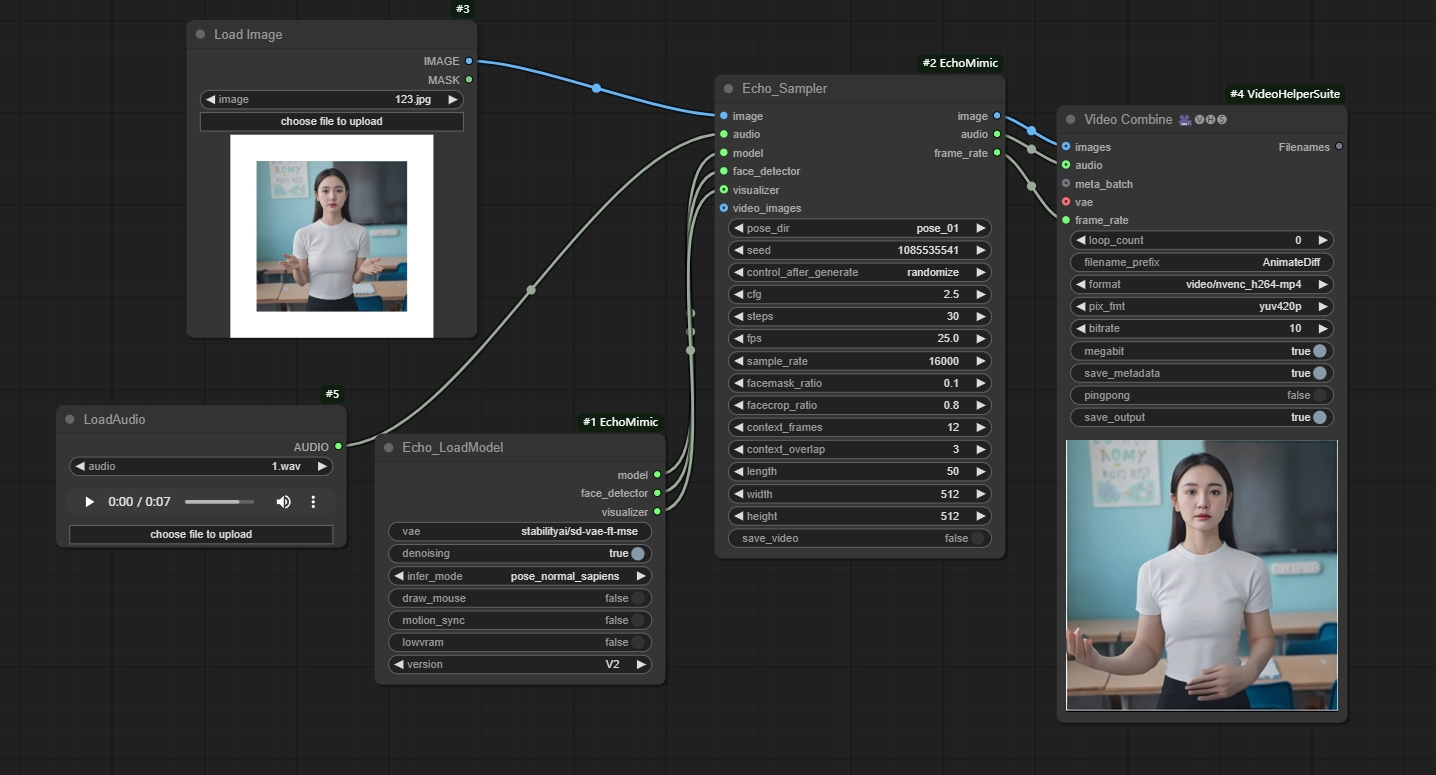 #3
Load Image
IMAGE
MASK
image 123.jpg
choose file to upload
#5
LoadAudio
AUDIO
audio 1.wav
0:00 / 0:07
choose file to upload
#1 EchoMimic
Echo_LoadModel
model
face_detector
visualizer
vae stabilityai/sd-vae-ft-mse
denoising true
infer_mode pose_normal_sapiens
draw_mouse false
motion_sync false
lowvram false
version V2
#2 EchoMimic
Echo_Sampler
image image
audio audio
model frame_rate
face_detector
visualizer
video_images
pose_dir pose_01
seed 1085535541
control_after_generate randomize
cfg 2.5
steps 30
fps 25.0
sample_rate 16000
facemask_ratio 0.1
facecrop_ratio 0.8
context_frames 12
context_overlap 3
length 50
width 512
height 512
save_video false
#4 VideoHelperSuite
Video Combine 🎥🅥🅗🅢
images Filenames
audio
meta_batch
vae
frame_rate
loop_count 0
filename_prefix AnimateDiff
format video/nvenc_h264-mp4
pix_fmt yuv420p
bitrate 10
megabit true
save_metadata true
pingpong false
save_output true